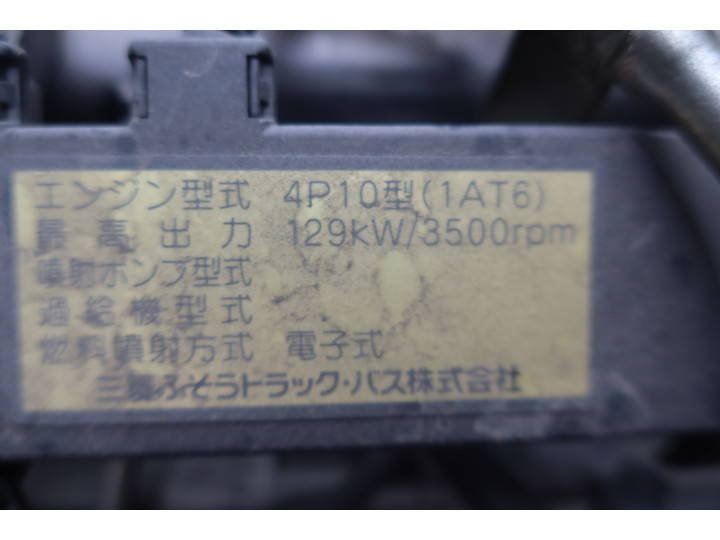 エンジン型式 4P10型(1AT6)
最高出力 129kW/3500rpm
噴射ポンプ型式
過給機型式
燃料噴射方式 電子式
三菱ふそうトラック・バス株式会社